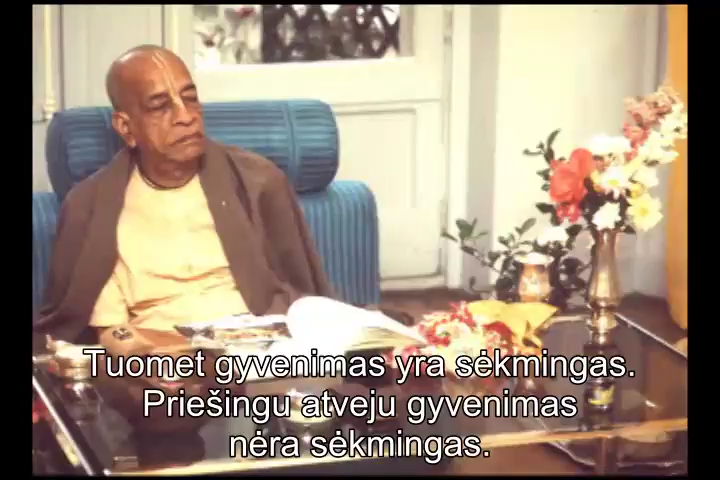 Tuomet gyvenimas yra sėkmingas.
Priešingu atveju gyvenimas
nėra sėkmingas.